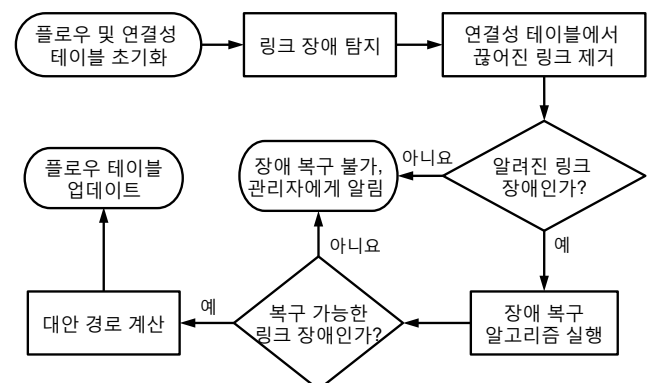 플로우 및 연결성
테이블 초기화
링크 장애 탐지
연결성 테이블에서
끊어진 링크 제거
알려진 링크
장애인가?
아니요
장애 복구 불가,
관리자에게 알림
예
장애 복구
알고리즘 실행
복구 가능한
링크 장애인가?
아니요
예
대안 경로 계산
플로우 테이블
업데이트